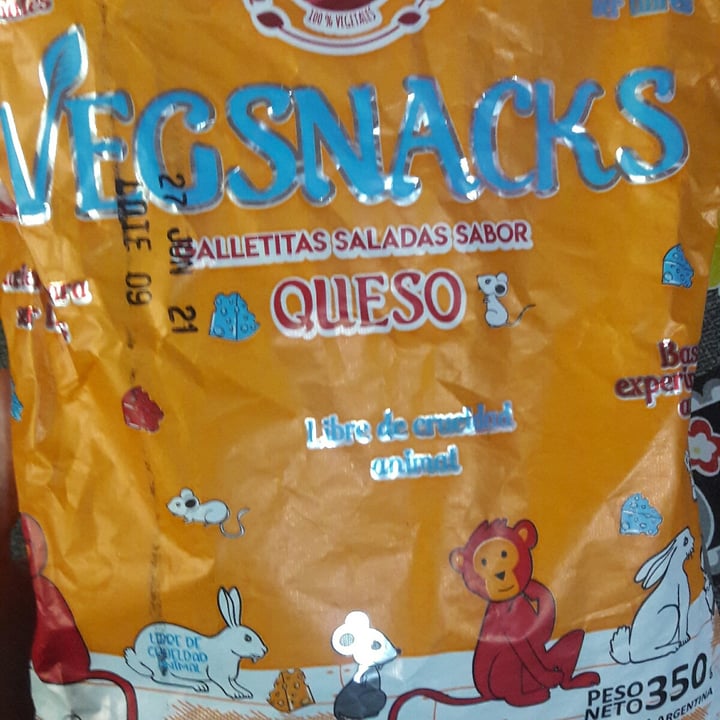 100% VEGETALES
VEGSNACKS
27 JUN 21
LOTE 09
GALLETITAS SALADAS SABOR
QUESO
Libre de crueldad
animal
LIBRE DE
CRUELDAD
ANIMAL
PESO
NETO 350g
ARGENTINA